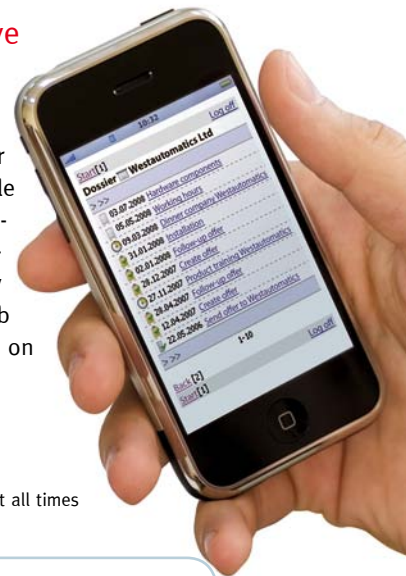 ve
r
le
-
-
y
b
on
t all times
10:32
Start[1]
Log off
Dossier Westautomatics Ltd
> >>
03.07.2008 Hardware components
05.05.2008 Working hours
09.03.2008 Dinner company Westautomatics
31.01.2008 Installation
02.01.2008 Follow-up offer
28.12.2007 Create offer
27.11.2007 Product training Westautomatics
28.04.2007 Follow-up offer
12.04.2007 Create offer
22.05.2006 Send offer to Westautomatics
> >>
1-10
Back [2]
Start[1]
Log off